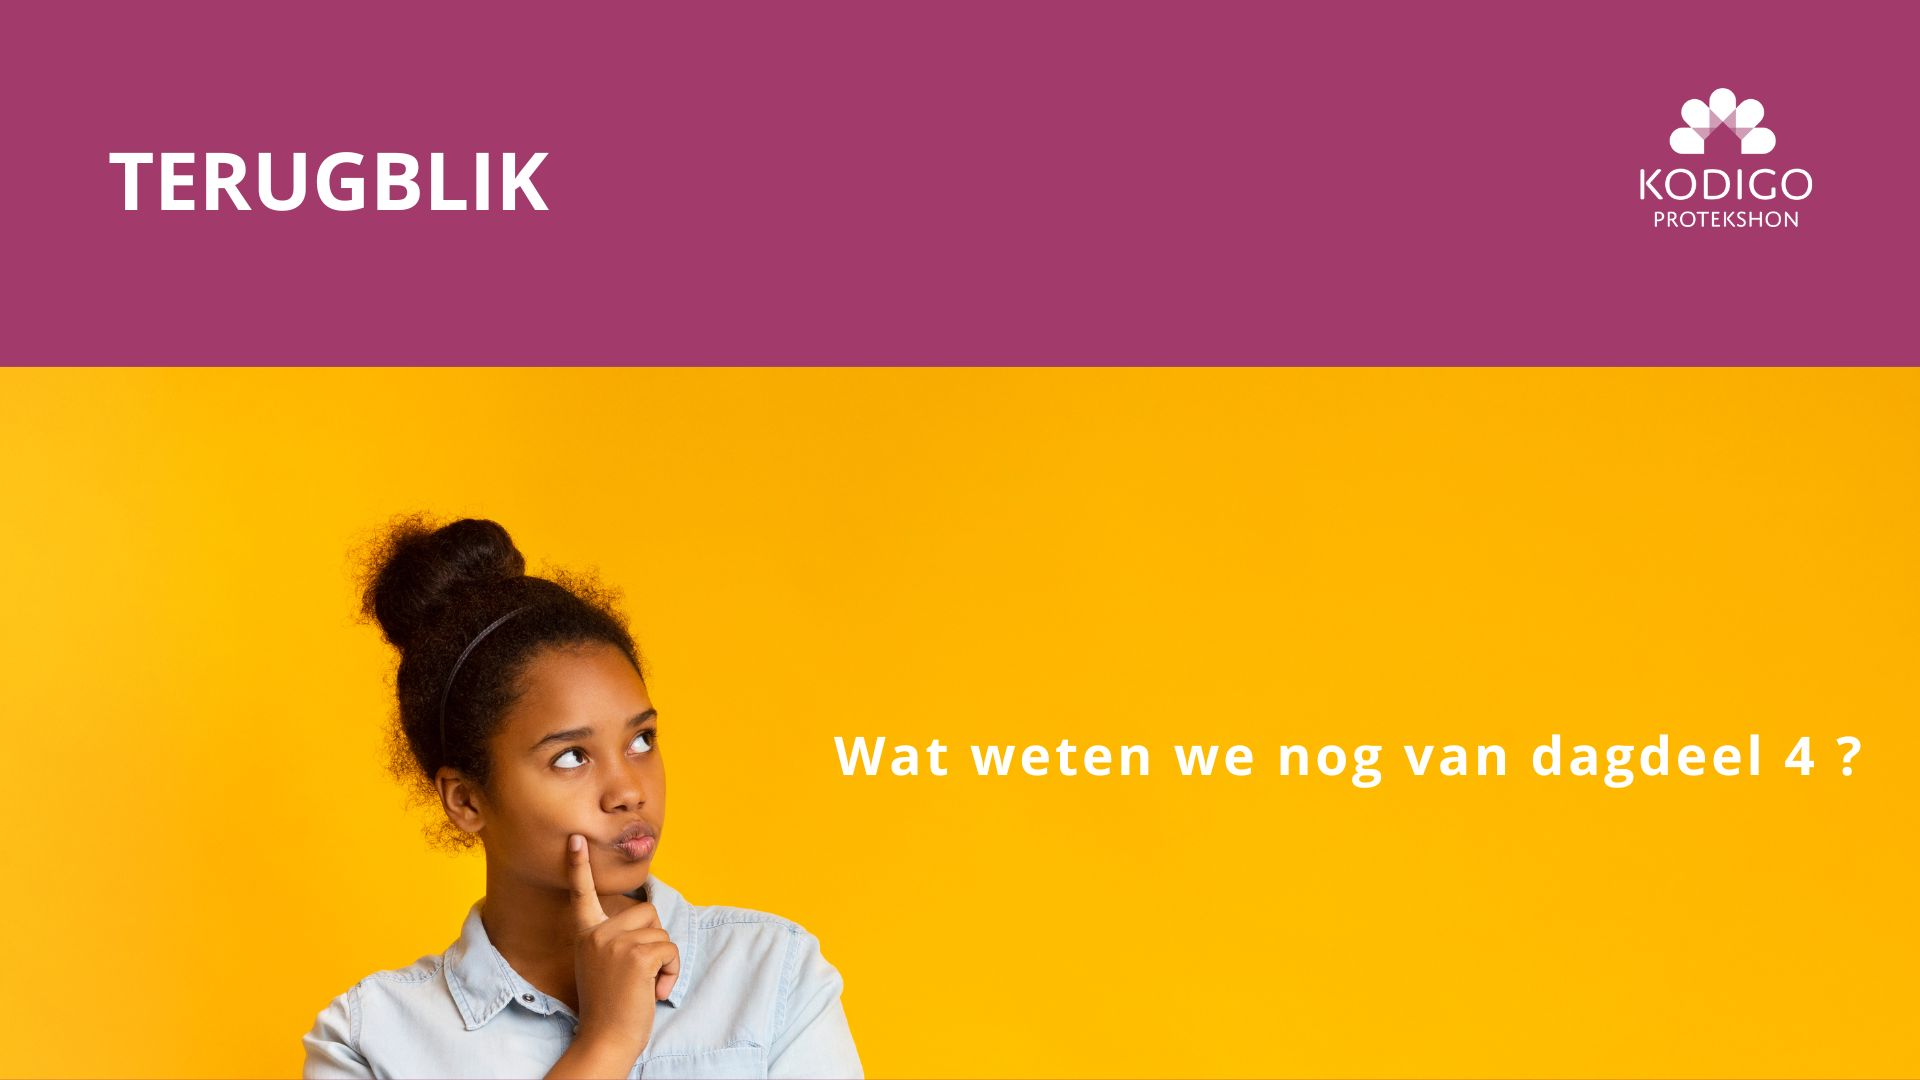 TERUGBLIK
KODIGO
PROTEKSHON
Wat weten we nog van dagdeel 4 ?